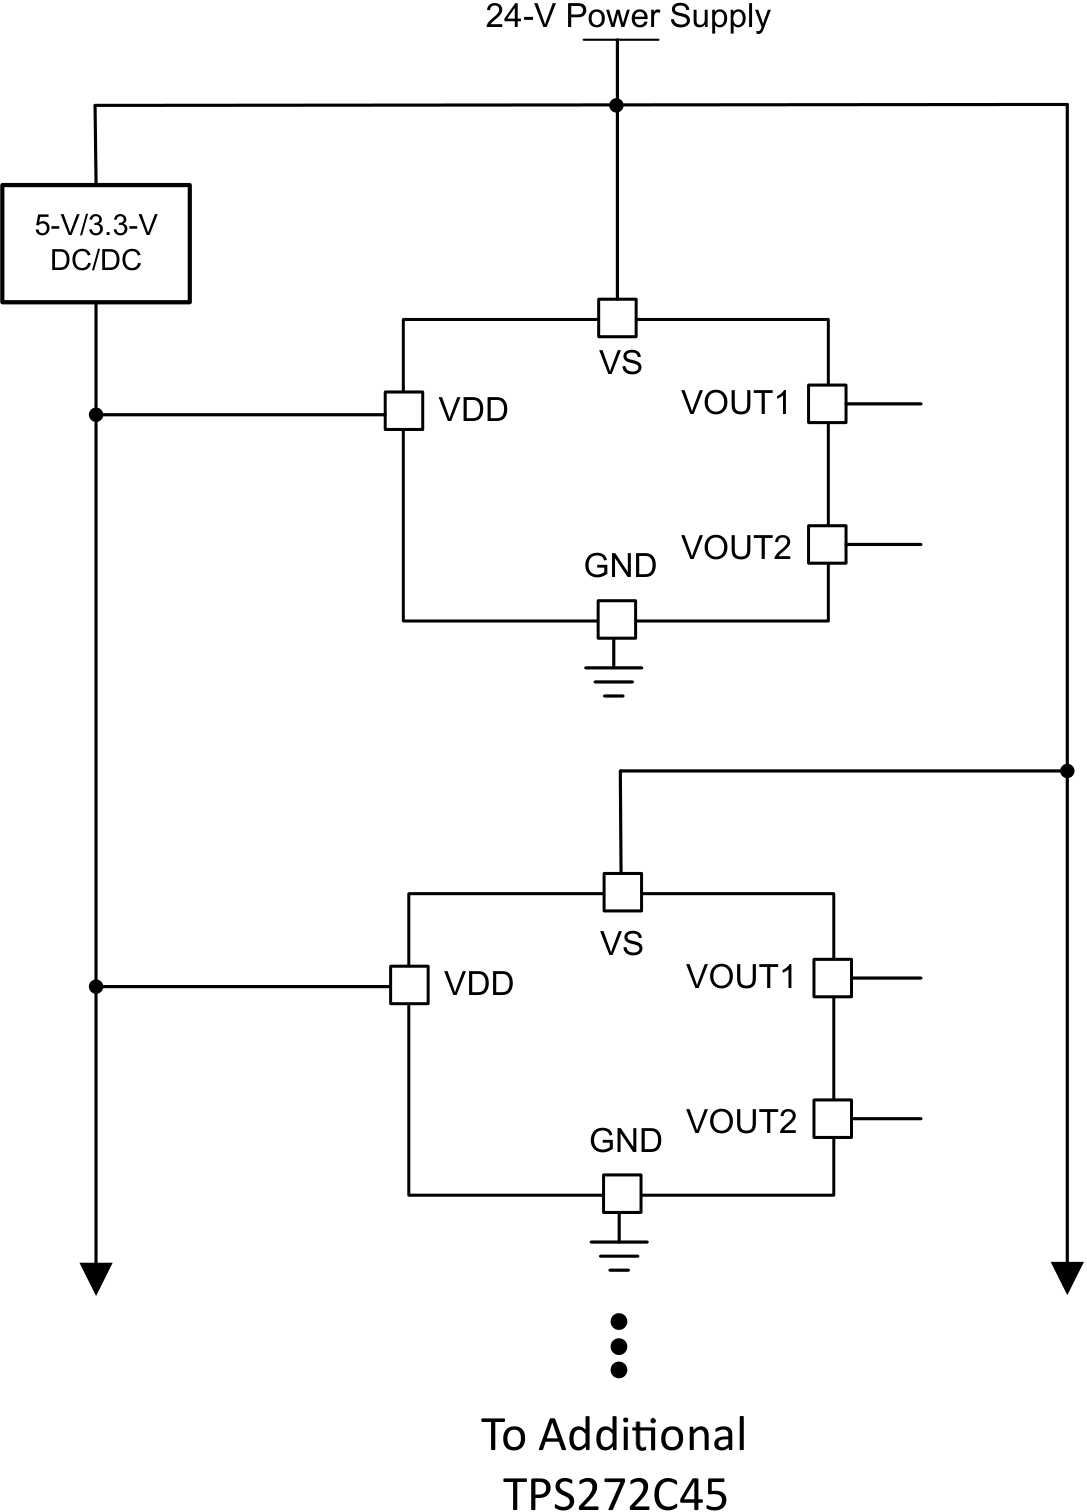 24-V Power Supply
5-V/3.3-V
DC/DC
VS
VDD
VOUT1
VOUT2
GND
VS
VDD
VOUT1
VOUT2
GND
To Additional
TPS272C45